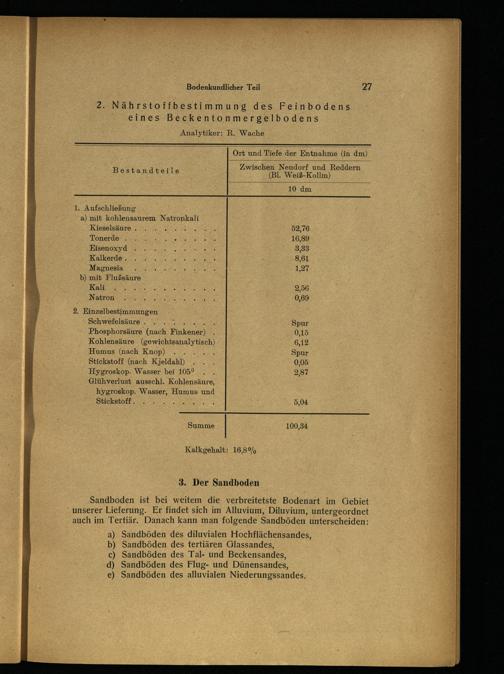 Bodenkundlicher Teil 27
2. Nährstoffbestimmung des Feinbodens
eines Beckentonmergelbodens
Analytiker: R. Wache
Ort und Tiefe der Entnahme (in dm)
Bestandteile
Zwischen Neudorf und Reddern
(Bl. Weiß-Kollm)
10 dm
1. Aufschließung
a) mit kohlensaurem Natronkali
Kieselsäure . . . . . . . . . 52,76
Tonerde . . . . . . . . . . 16,89
Eisenoxyd . . . . . . . . . 3,33
Kalkerde . . . . . . . . . . 8,61
Magnesia . . . . . . . . . 1,27
b) mit Flußsäure
Kali . . . . . . . . . . . 2,56
Natron . . . . . . . . . . 0,69
2. Einzelbestimmungen
Schwefelsäure . . . . . . . . Spur
Phosphorsäure (nach Finkener) . 0,15
Kohlensäure (gewichtsanalytisch) 6,12
Humus (nach Knop) . . . . . Spur
Stickstoff (nach Kjeldahl) . . . 0,05
Hygroskop. Wasser bei 105° . . 2,87
Glühverlust ausschl. Kohlensäure,
hygroskop. Wasser, Humus und
Stickstoff . . . . . . . . . 5,04
Summe 100,34
Kalkgehalt: 16,8%
3. Der Sandboden
Sandboden ist bei weitem die verbreitetste Bodenart im Gebiet
unserer Lieferung. Er findet sich im Alluvium, Diluvium, untergeordnet
auch im Tertiär. Danach kann man folgende Sandböden unterscheiden:
a) Sandböden des diluvialen Hochflächensandes,
b) Sandböden des tertiären Glassandes,
c) Sandböden des Tal- und Beckensandes,
d) Sandböden des Flug- und Dünensandes,
e) Sandböden des alluvialen Niederungssandes.